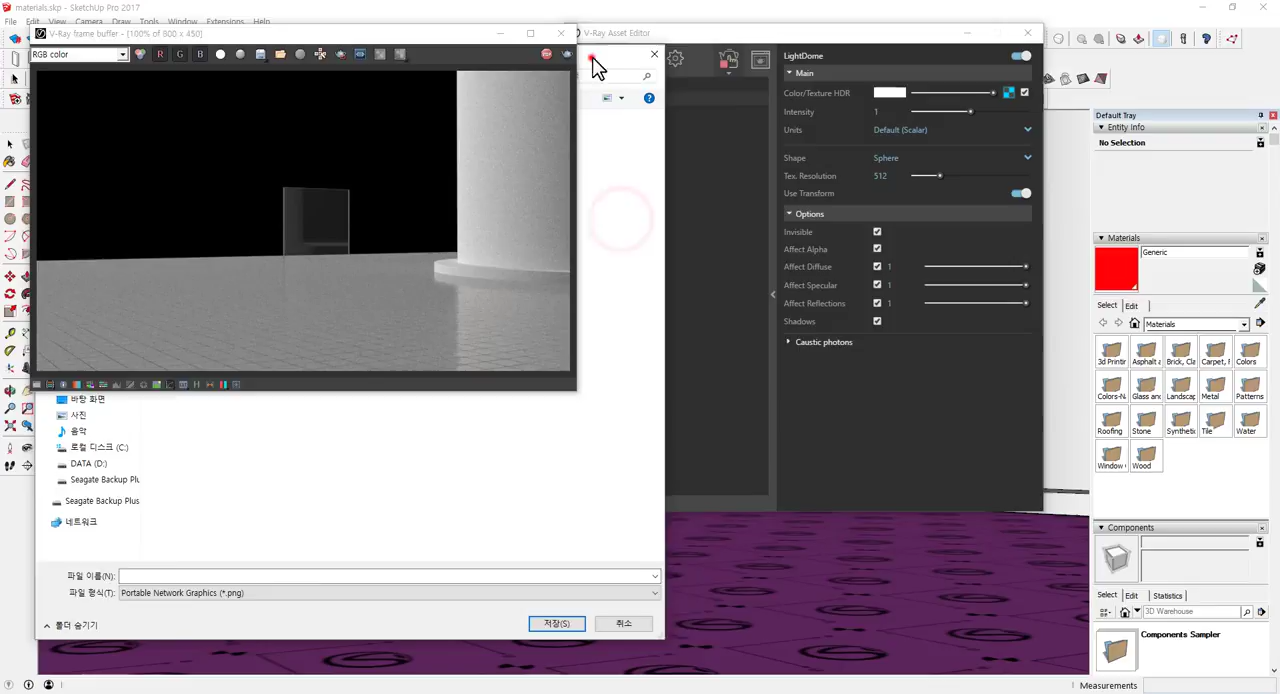 materials.skp - SketchUp Pro 2017
File Edit View Camera Draw Tools Window Extensions Help
V-Ray frame buffer - [100% of 800 x 450]
RGB color
R G B
V-Ray Asset Editor
LightDome
Main
Color/Texture HDR
Intensity 1
Units Default (Scalar)
Shape Sphere
Tex. Resolution 512
Use Transform
Options
Invisible
Affect Alpha
Affect Diffuse 1
Affect Specular 1
Affect Reflections 1
Shadows
Caustic photons
바탕 화면
사진
음악
로컬 디스크 (C:)
DATA (D:)
Seagate Backup Plu
Seagate Backup Plus
네트워크
파일 이름(N):
파일 형식(T): Portable Network Graphics (*.png)
폴더 숨기기
저장(S) 취소
Default Tray
Entity Info
No Selection
Materials
Generic
Select Edit
Materials
3d Printin Asphalt a Brick, Cla Carpet, F Colors
Colors-N Glass and Landscap Metal Patterns
Roofing Stone Synthetic Tile Water
Window Wood
Components
Select Edit Statistics
3D Warehouse
Components Sampler
Measurements